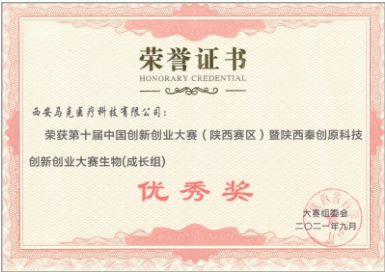 荣誉证书
HONORARY CREDENTIAL
西安马克医疗科技有限公司：
荣获第十届中国创新创业大赛（陕西赛区）暨陕西秦创原科技
创新创业大赛生物(成长组)
优秀奖
大赛组委会
二〇二一年九月